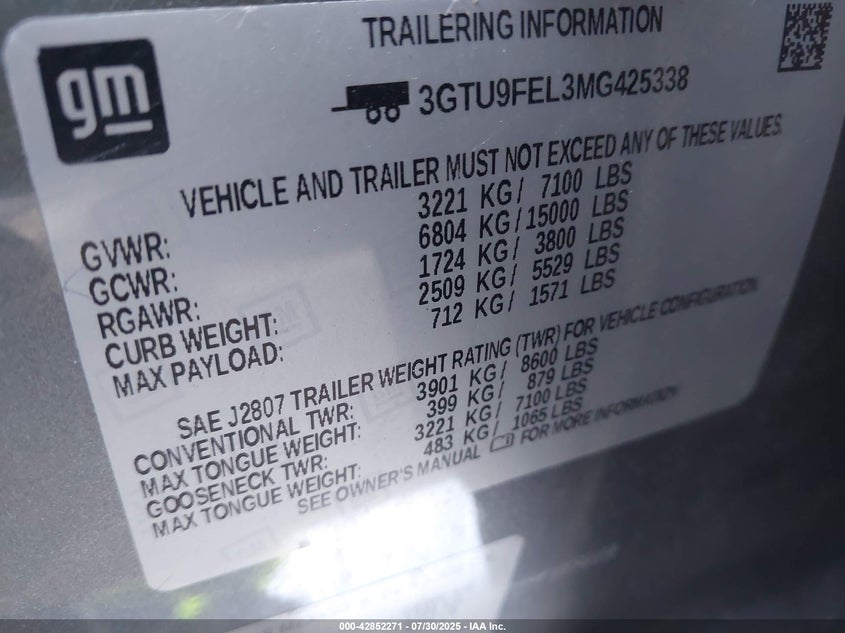 TRAILERING INFORMATION
gm
3GTU9FEL3MG425338
VEHICLE AND TRAILER MUST NOT EXCEED ANY OF THESE VALUES.
GVWR: 3221 KG/ 7100 LBS
GCWR: 6804 KG/15000 LBS
RGAWR: 1724 KG/ 3800 LBS
CURB WEIGHT: 2509 KG/ 5529 LBS
MAX PAYLOAD: 712 KG/ 1571 LBS
SAE J2807 TRAILER WEIGHT RATING (TWR) FOR VEHICLE CONFIGURATION.
CONVENTIONAL TWR: 3901 KG/ 8600 LBS
MAX TONGUE WEIGHT: 399 KG/ 879 LBS
GOOSENECK TWR: 3221 KG/ 7100 LBS
MAX TONGUE WEIGHT: 483 KG/ 1065 LBS
SEE OWNER'S MANUAL FOR MORE INFORMATION
000-42852271 - 07/30/2025 - IAA Inc.